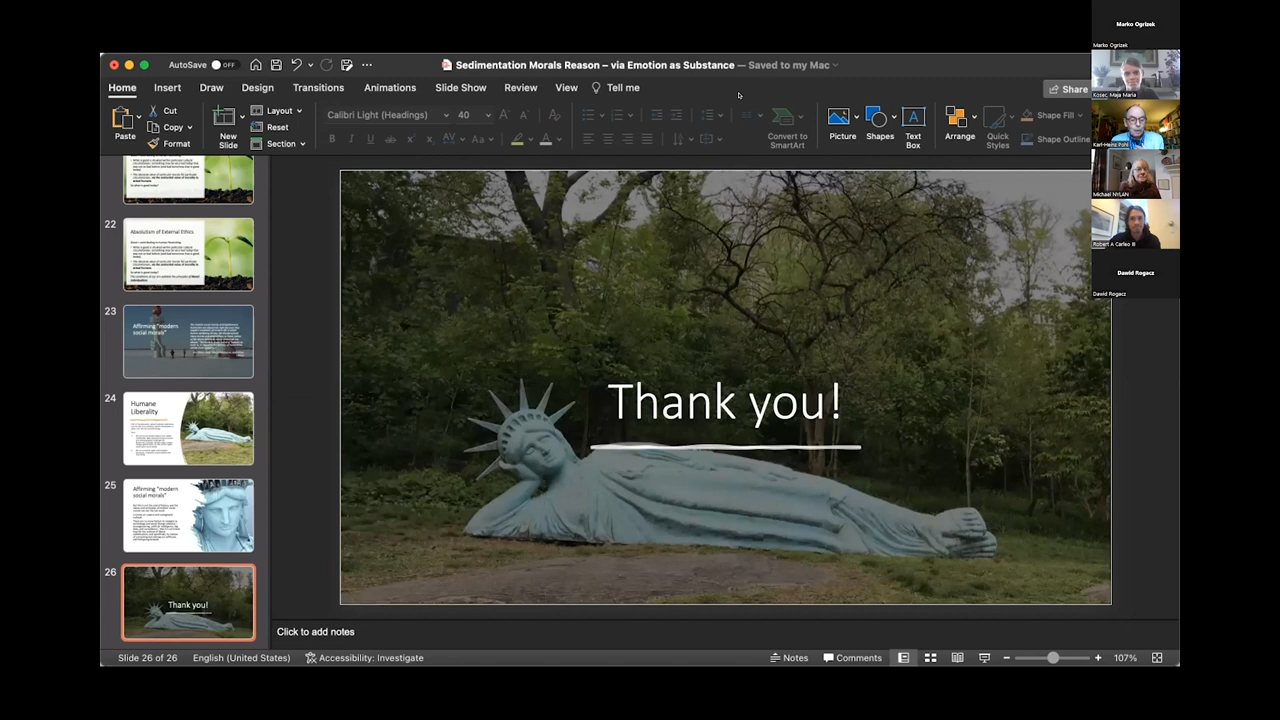 Marko Ogrizek
Marko Ogrizek
AutoSave OFF
Sedimentation Morals Reason – via Emotion as Substance — Saved to my Mac
Home Insert Draw Design Transitions Animations Slide Show Review View Tell me
Share
Kosec, Maja Maria
Paste
Cut
Copy
Format
New Slide
Layout
Reset
Section
Calibri Light (Headings) 40
Convert to SmartArt
Picture
Shapes
Text Box
Arrange
Quick Styles
Shape Fill
Shape Outline
Karl-Heinz Pohl
Michael NYLAN
Robert A Carleo III
Dawid Rogacz
Dawid Rogacz
22
Absolutism of External Ethics
23
Affirming "modern
social morals"
24
Humane
Liberality
25
Affirming "modern
social morals"
26
Thank you!
Thank you!
Click to add notes
Slide 26 of 26 English (United States) Accessibility: Investigate Notes Comments 107%